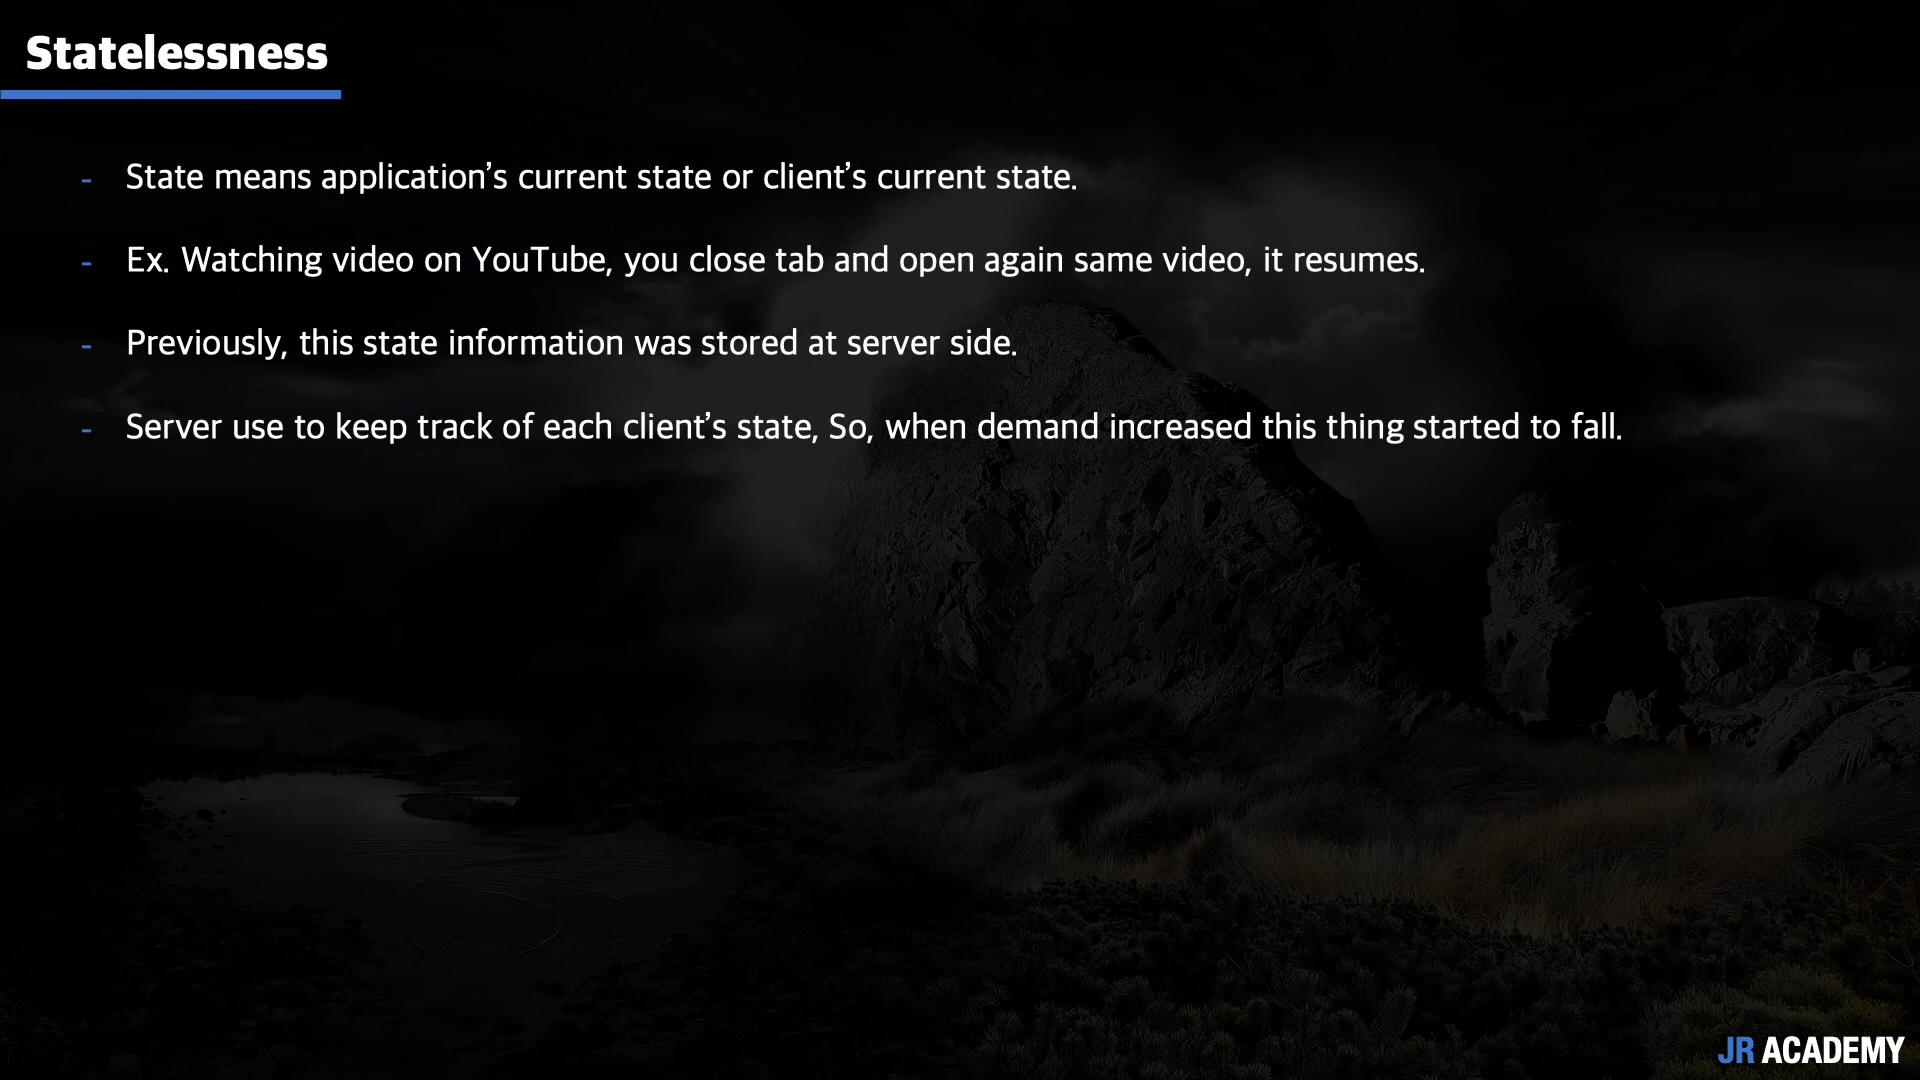 Statelessness
- State means application’s current state or client’s current state.
- Ex. Watching video on YouTube, you close tab and open again same video, it resumes.
- Previously, this state information was stored at server side.
- Server use to keep track of each client’s state, So, when demand increased this thing started to fall.
JR ACADEMY